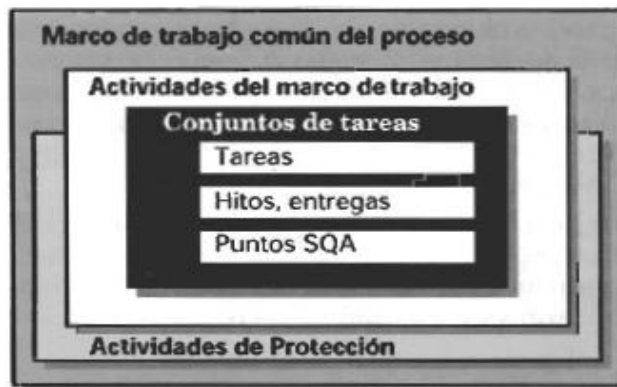 Marco de trabajo común del proceso
Actividades del marco de trabajo
Conjuntos de tareas
Tareas
Hitos, entregas
Puntos SQA
Actividades de Protección